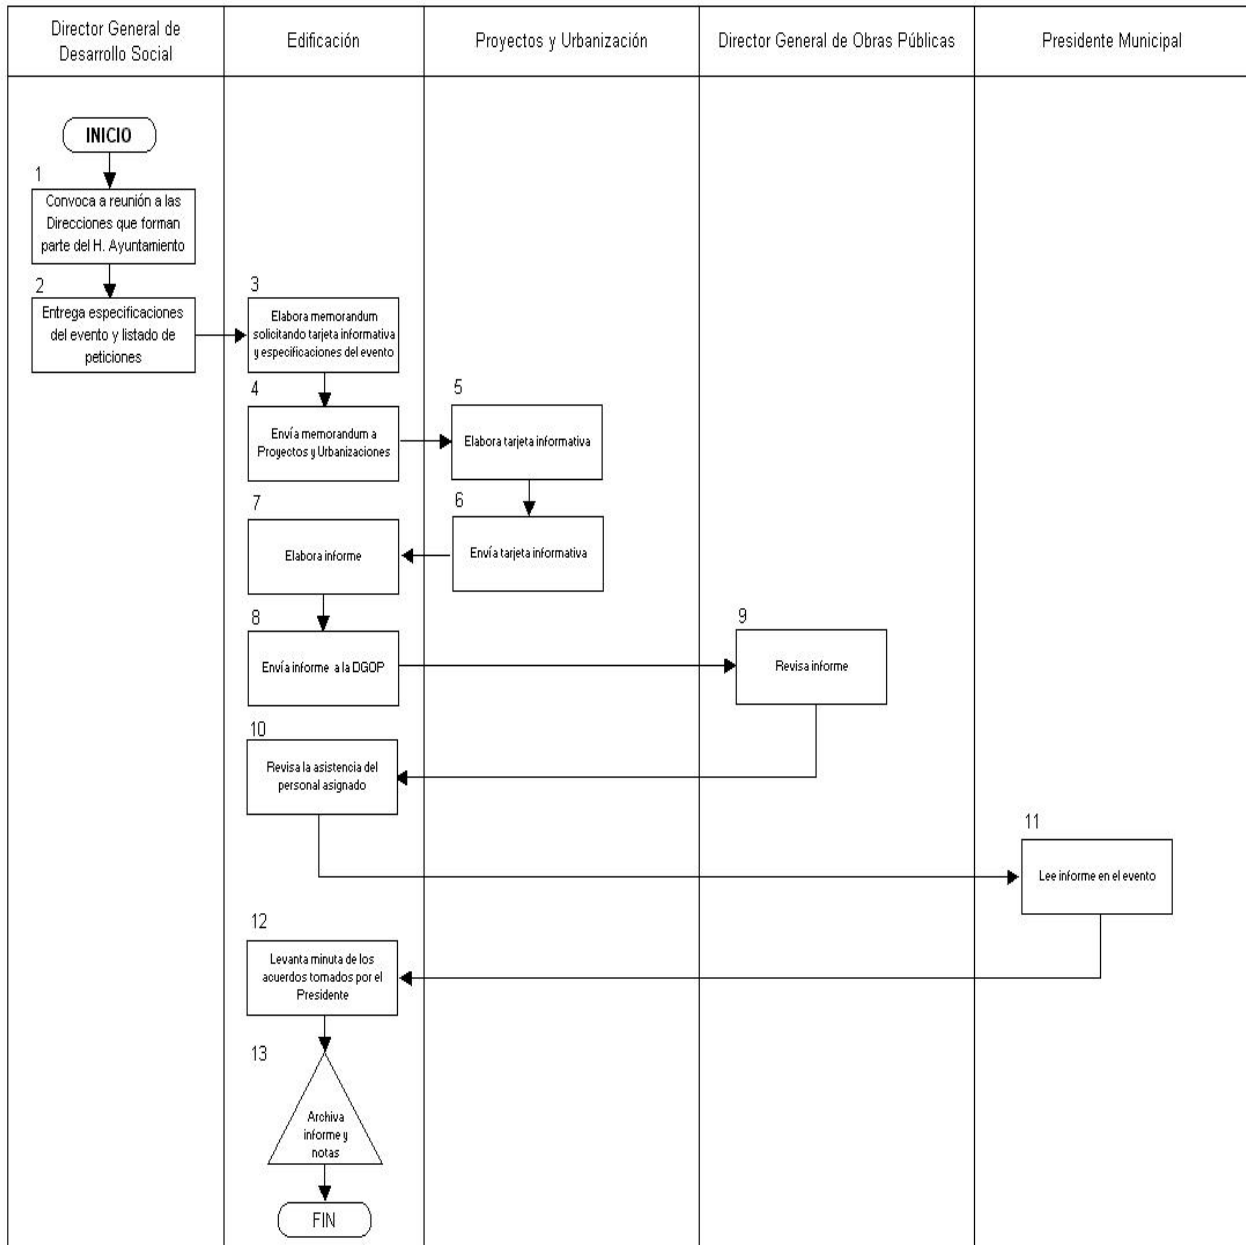 Director General de
Desarrollo Social
Edificación
Proyectos y Urbanización
Director General de Obras Públicas
Presidente Municipal
INICIO
1
Convoca a reunión a las
Direcciones que forman
parte del H. Ayuntamiento
2
Entrega especificaciones
del evento y listado de
peticiones
3
Elabora memorandum
solicitando tarjeta informativa
y especificaciones del evento
4
Envía memorandum a
Proyectos y Urbanizaciones
5
Elabora tarjeta informativa
6
Envía tarjeta informativa
7
Elabora informe
8
Envía informe a la DGOP
9
Revisa informe
10
Revisa la asistencia del
personal asignado
11
Lee informe en el evento
12
Levanta minuta de los
acuerdos tomados por el
Presidente
13
Archiva
informe y
notas
FIN